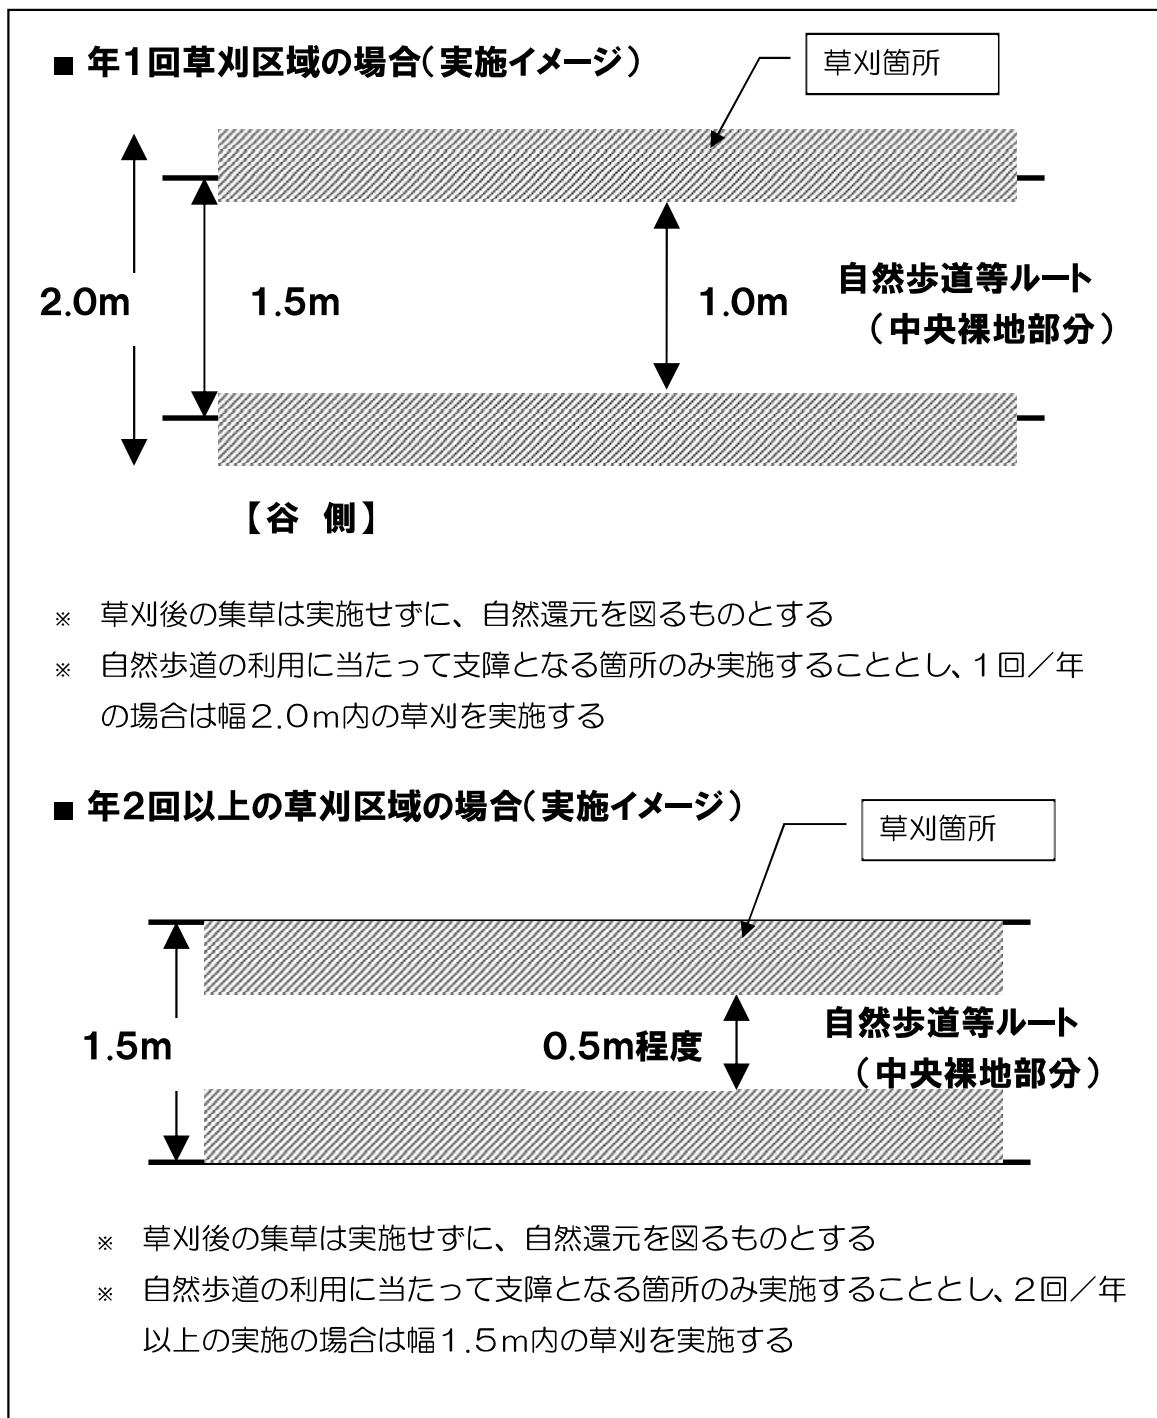 ■ 年1回草刈区域の場合(実施イメージ)
草刈箇所
2.0m
1.5m
1.0m
自然歩道等ルート
(中央裸地部分)
【谷 側】
※ 草刈後の集草は実施せずに、自然還元を図るものとする
※ 自然歩道の利用に当たって支障となる箇所のみ実施することとし、1回/年
の場合は幅2.0m内の草刈を実施する
■ 年2回以上の草刈区域の場合(実施イメージ)
草刈箇所
1.5m
0.5m程度
自然歩道等ルート
(中央裸地部分)
※ 草刈後の集草は実施せずに、自然還元を図るものとする
※ 自然歩道の利用に当たって支障となる箇所のみ実施することとし、2回/年
以上の実施の場合は幅1.5m内の草刈を実施する